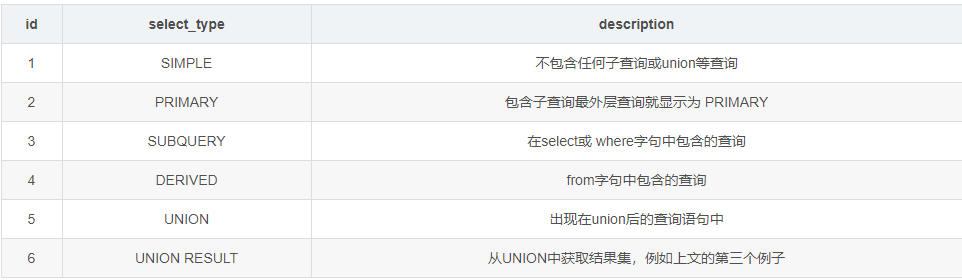 id select_type description
1 SIMPLE 不包含任何子查询或union等查询
2 PRIMARY 包含子查询最外层查询就显示为 PRIMARY
3 SUBQUERY 在select或 where字句中包含的查询
4 DERIVED from字句中包含的查询
5 UNION 出现在union后的查询语句中
6 UNION RESULT 从UNION中获取结果集，例如上文的第三个例子